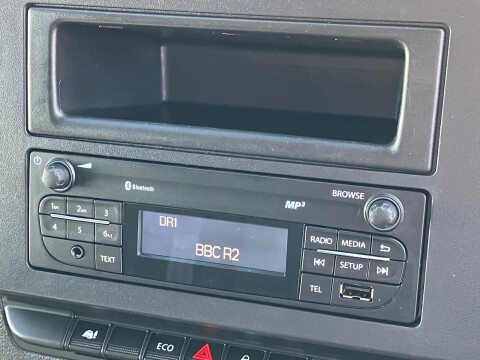 Bluetooth
MP3
BROWSE
1 2 3
4 5 6
TEXT
DR1
BBC R2
RADIO MEDIA
SETUP
TEL
ECO